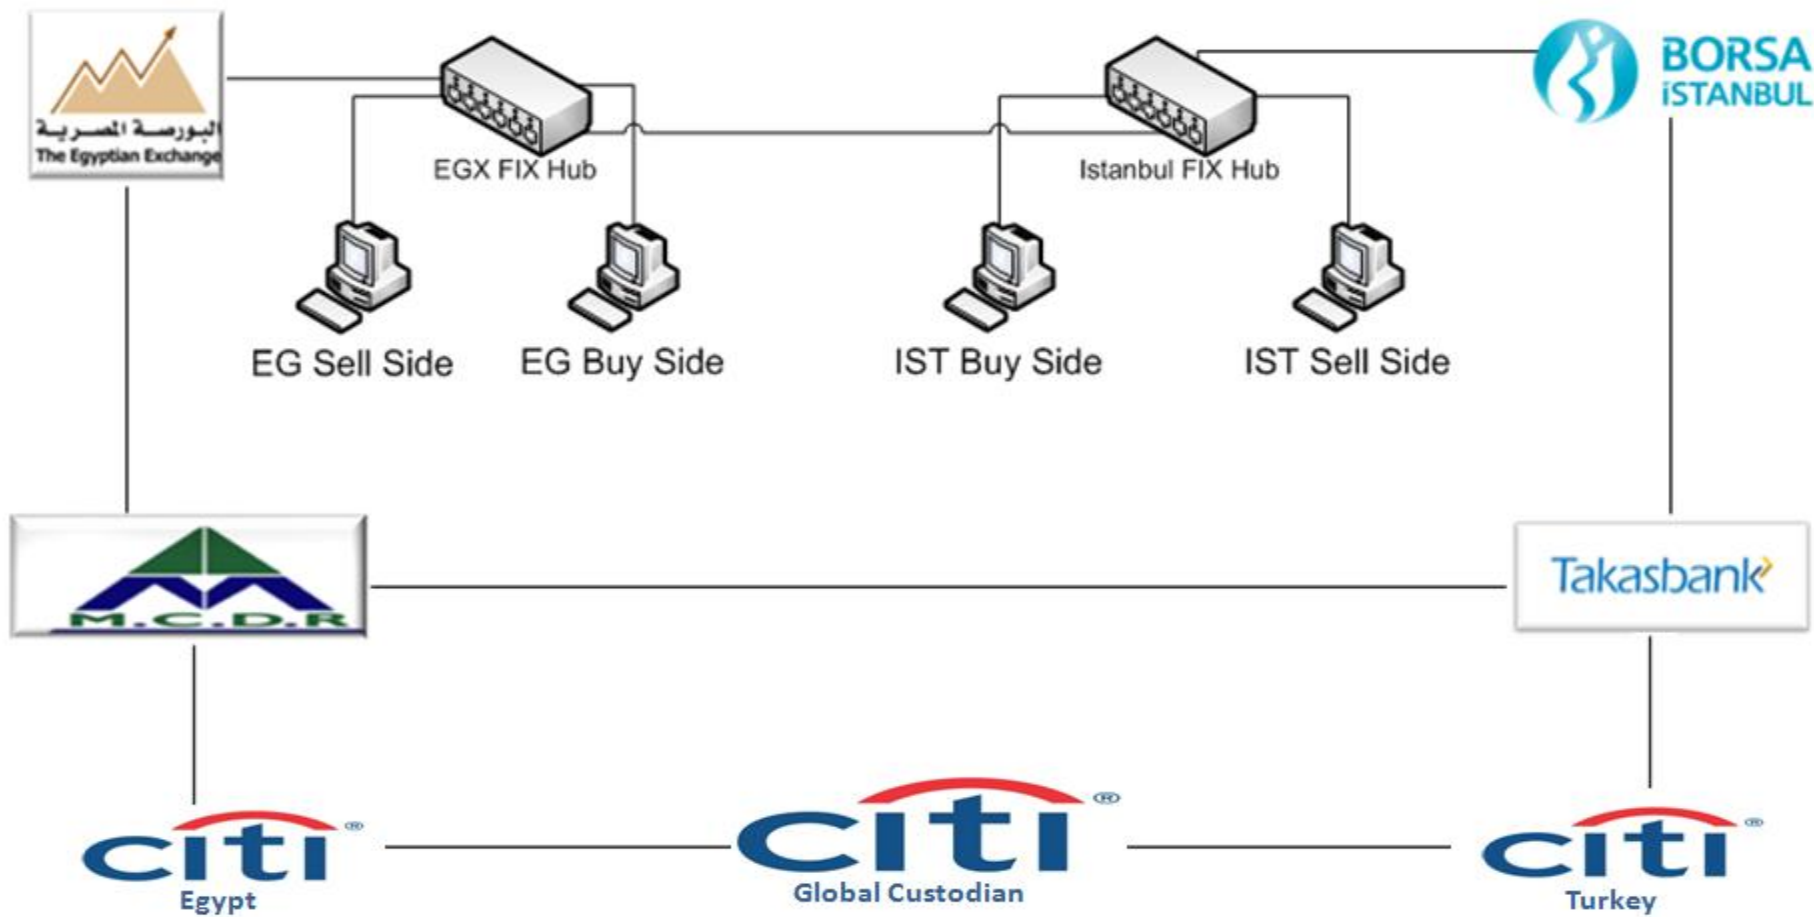 البورصة المصرية
The Egyptian Exchange
EGX FIX Hub
Istanbul FIX Hub
BORSA
iSTANBUL
EG Sell Side
EG Buy Side
IST Buy Side
IST Sell Side
M.C.D.R
Takasbank
citi®
Egypt
citi®
Global Custodian
citi®
Turkey